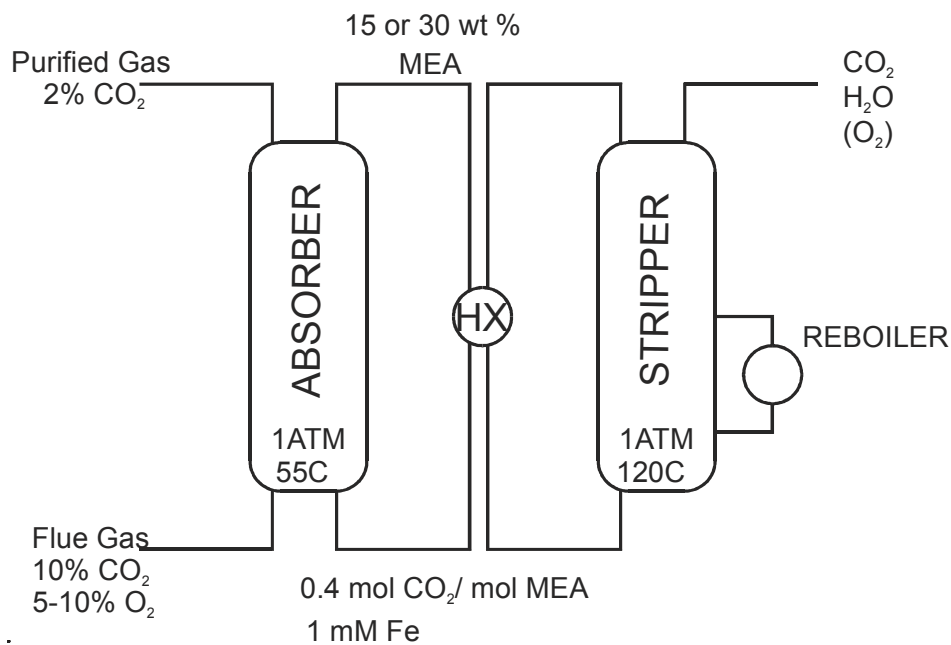 15 or 30 wt %
MEA
Purified Gas
2% CO₂
CO₂
H₂O
(O₂)
ABSORBER
HX
STRIPPER
REBOILER
1ATM
55C
1ATM
120C
Flue Gas
10% CO₂
5-10% O₂
0.4 mol CO₂/ mol MEA
1 mM Fe